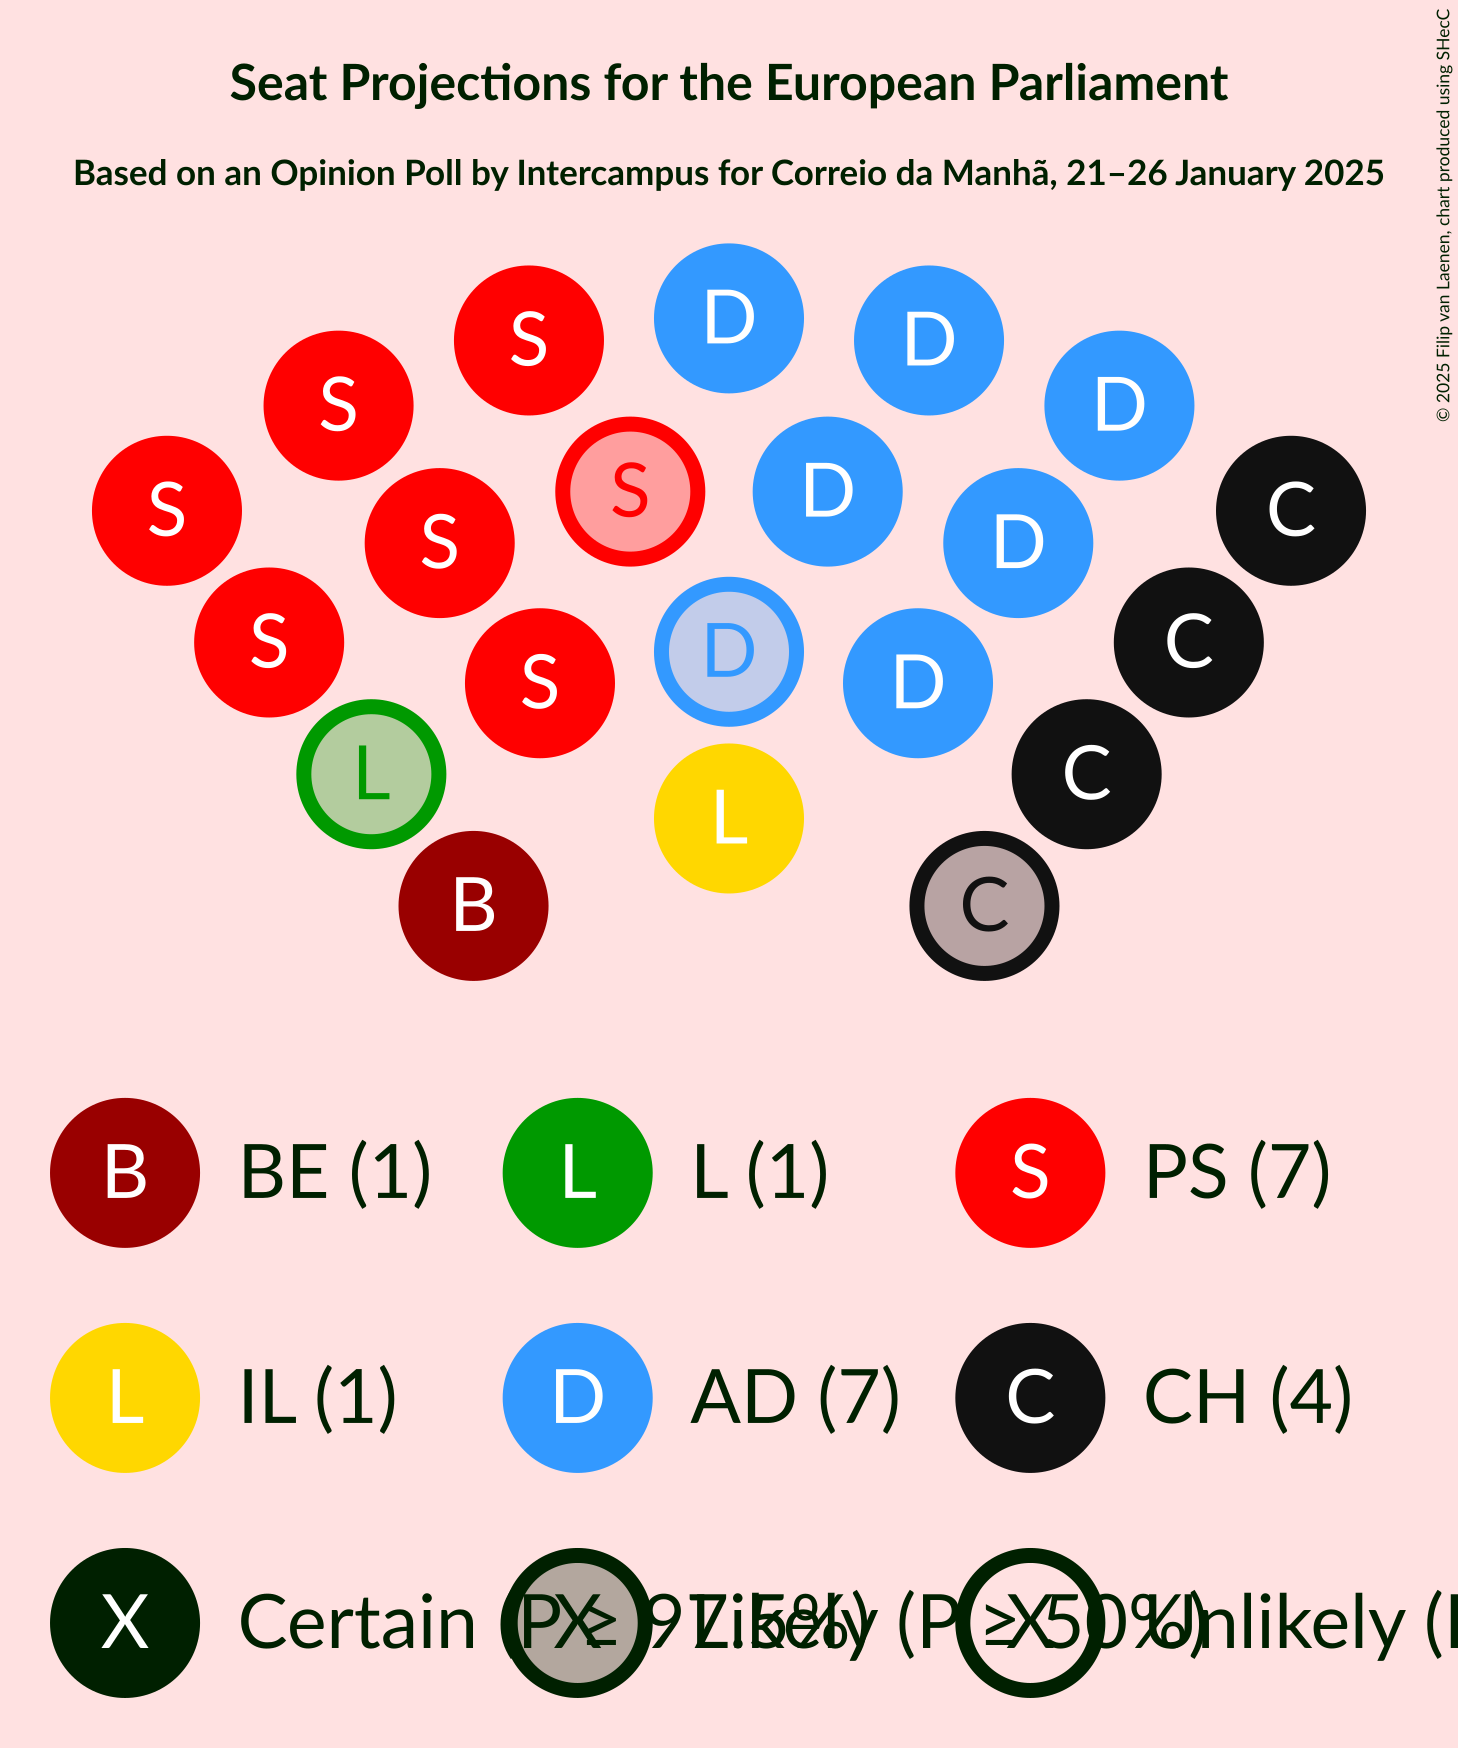 Seat Projections for the European Parliament
Based on an Opinion Poll by Intercampus for Correio da Manhã, 21–26 January 2025
© 2025 Filip van Laenen, chart produced using SHecC
D
S D
S D
S C
S D
S D
S C
D
S D
L C
L
B C
B BE (1) L L (1) S PS (7)
L IL (1) D AD (7) C CH (4)
X Certain (P ≥ 97.5%) X Likely (P ≥ 50%) X Unlikely (